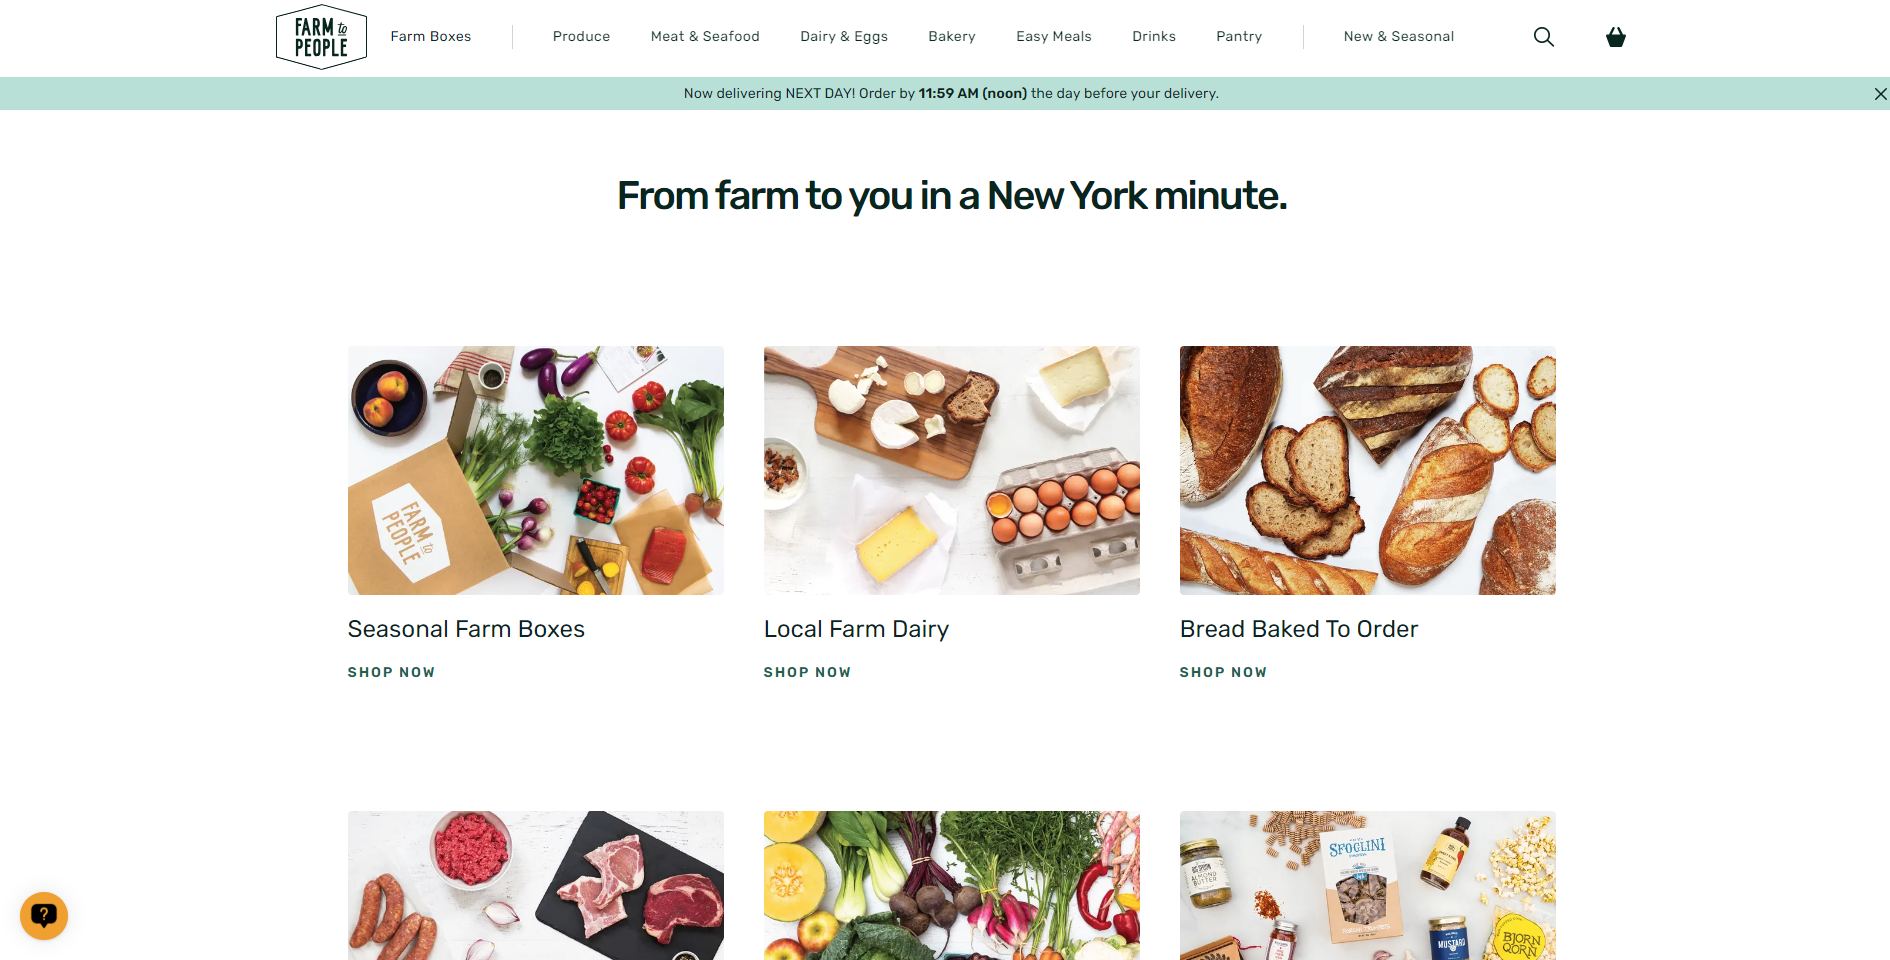 FARM to
PEOPLE
Farm Boxes
Produce
Meat & Seafood
Dairy & Eggs
Bakery
Easy Meals
Drinks
Pantry
New & Seasonal
Now delivering NEXT DAY! Order by 11:59 AM (noon) the day before your delivery.
From farm to you in a New York minute.
FARM to
PEOPLE
Seasonal Farm Boxes
Local Farm Dairy
Bread Baked To Order
SHOP NOW
SHOP NOW
SHOP NOW
ALMOND
BUTTER
SFOGLINI
MUSTARD
BJORN
QORN
?